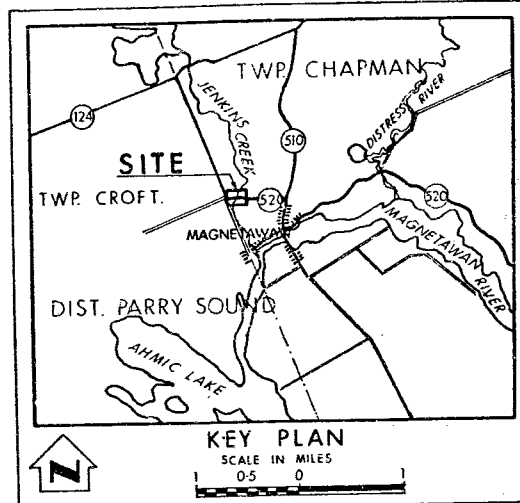 TWP. CHAPMAN
JENKINS CREEK
DISTRESS RIVER
124
510
SITE
TWP. CROFT.
520
520
MAGNETAWAN
MAGNETAWAN RIVER
DIST. PARRY SOUND
AHMIC LAKE
KEY PLAN
SCALE IN MILES
1 0·5 0 1
N